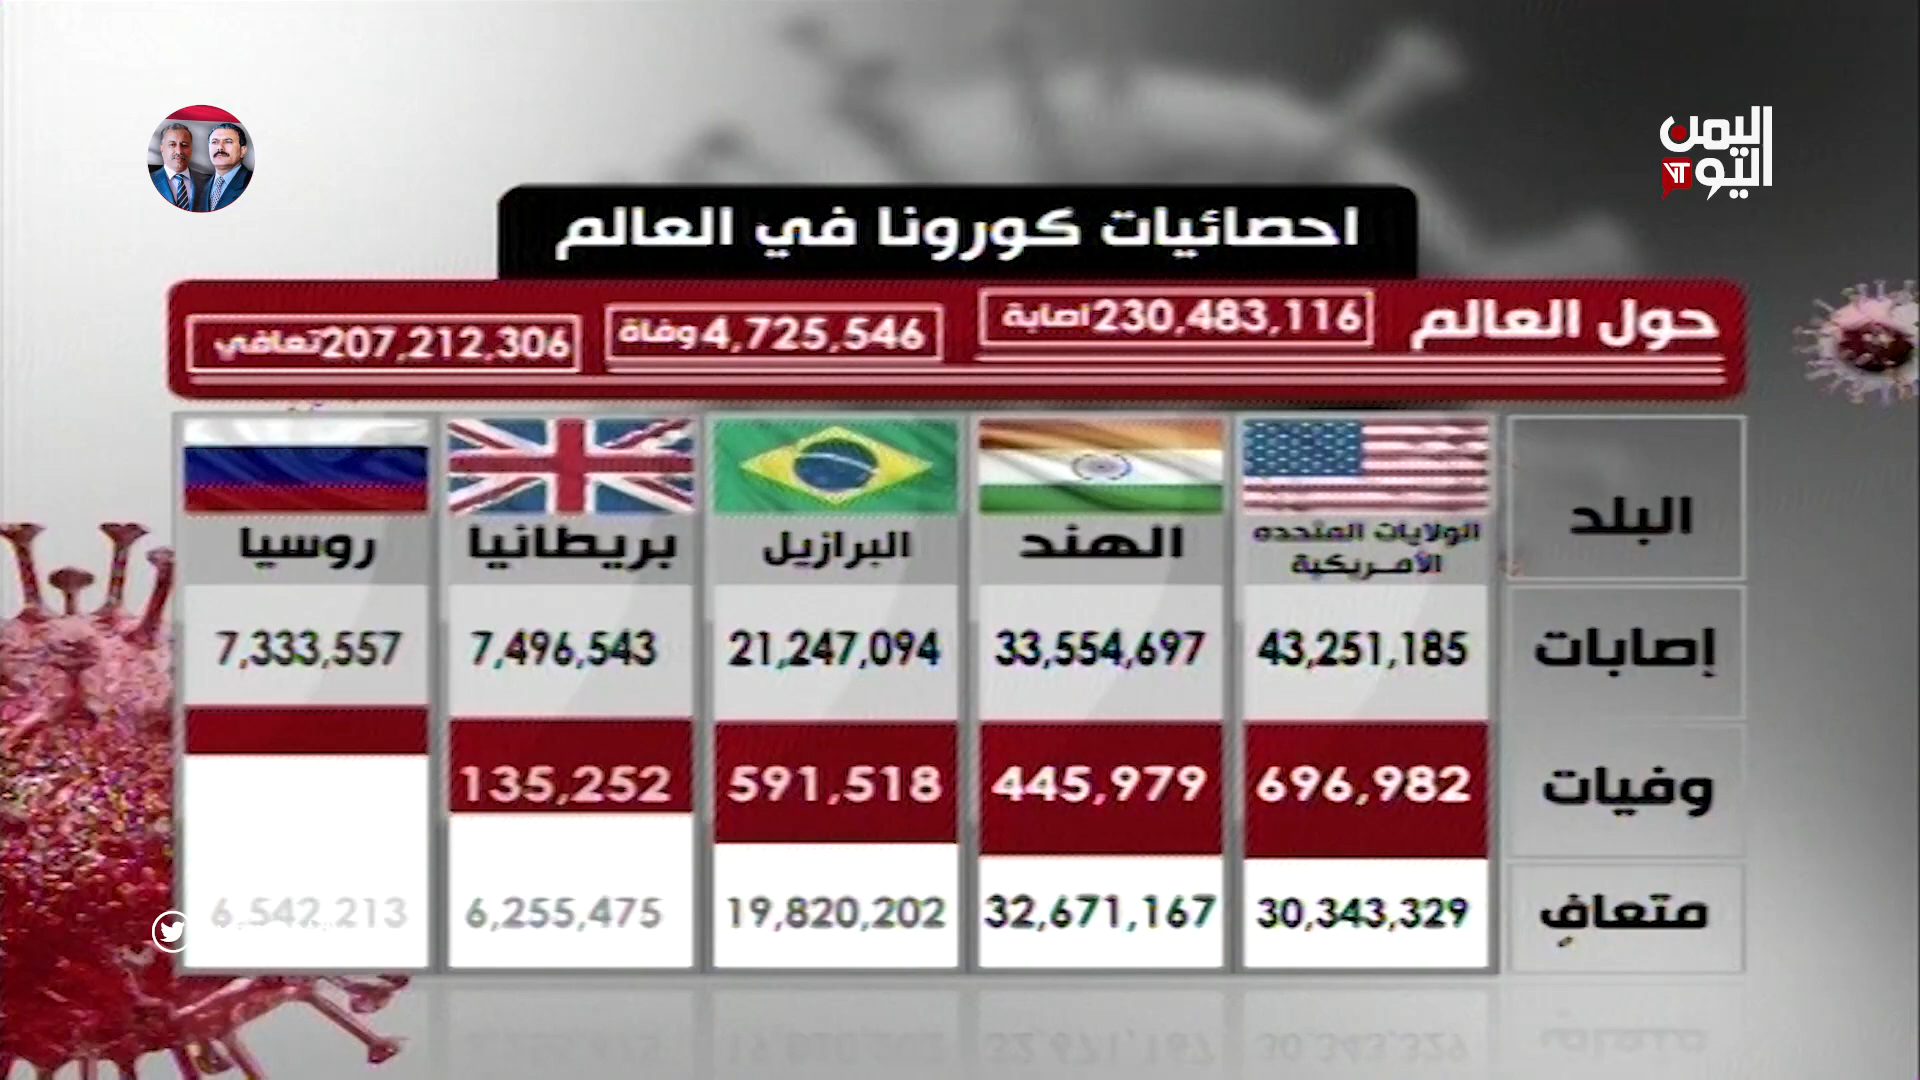 اليمن
اليوم
YT
احصائيات كورونا في العالم
حول العالم
230,483,116 اصابة
4,725,546 وفاة
207,212,306 تعافي
البلد
الولايات المتحده
الأمريكية
الهند
البرازيل
بريطانيا
روسيا
إصابات 43,251,185 33,554,697 21,247,094 7,496,543 7,333,557
وفيات 696,982 445,979 591,518 135,252
متعافٍ 30,343,329 32,671,167 19,820,202 6,255,475 6,542,213